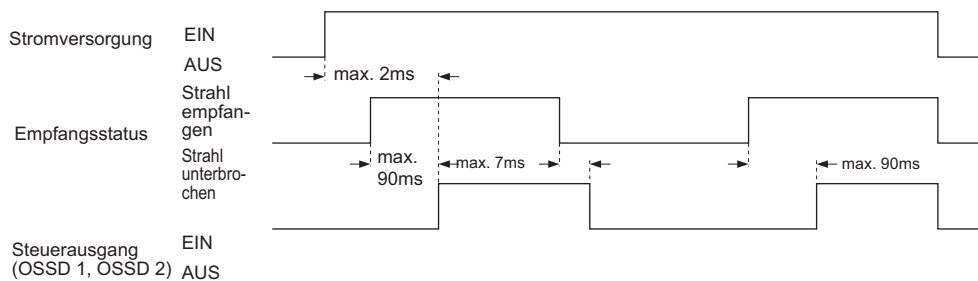 Stromversorgung
EIN
AUS
max. 2ms
Empfangsstatus
Strahl
empfan-
gen
Strahl
unterbro-
chen
max.
90ms
max. 7ms
max. 90ms
Steuerausgang
(OSSD 1, OSSD 2)
EIN
AUS